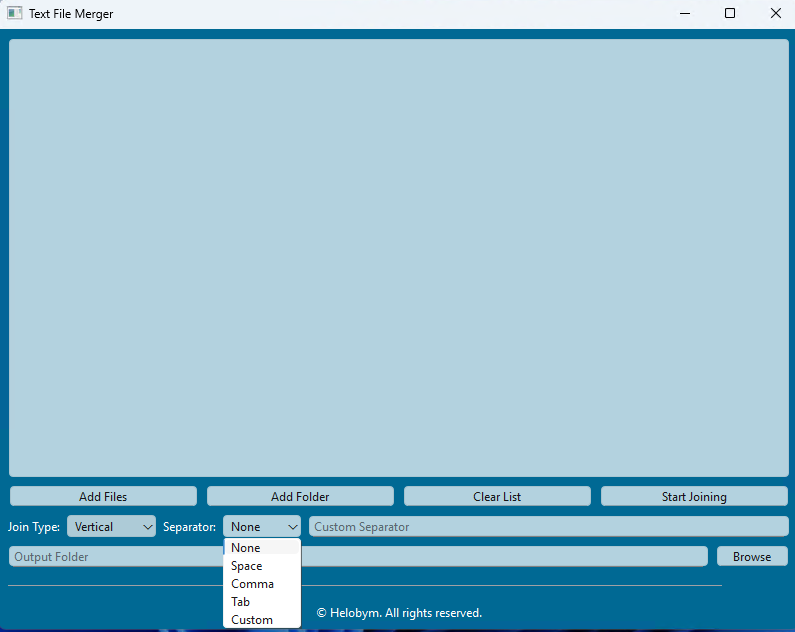 Text File Merger
Add Files Add Folder Clear List Start Joining
Join Type: Vertical Separator: None Custom Separator
None
Output Folder Browse
Space
Comma
Tab
© Helobym. All rights reserved.
Custom